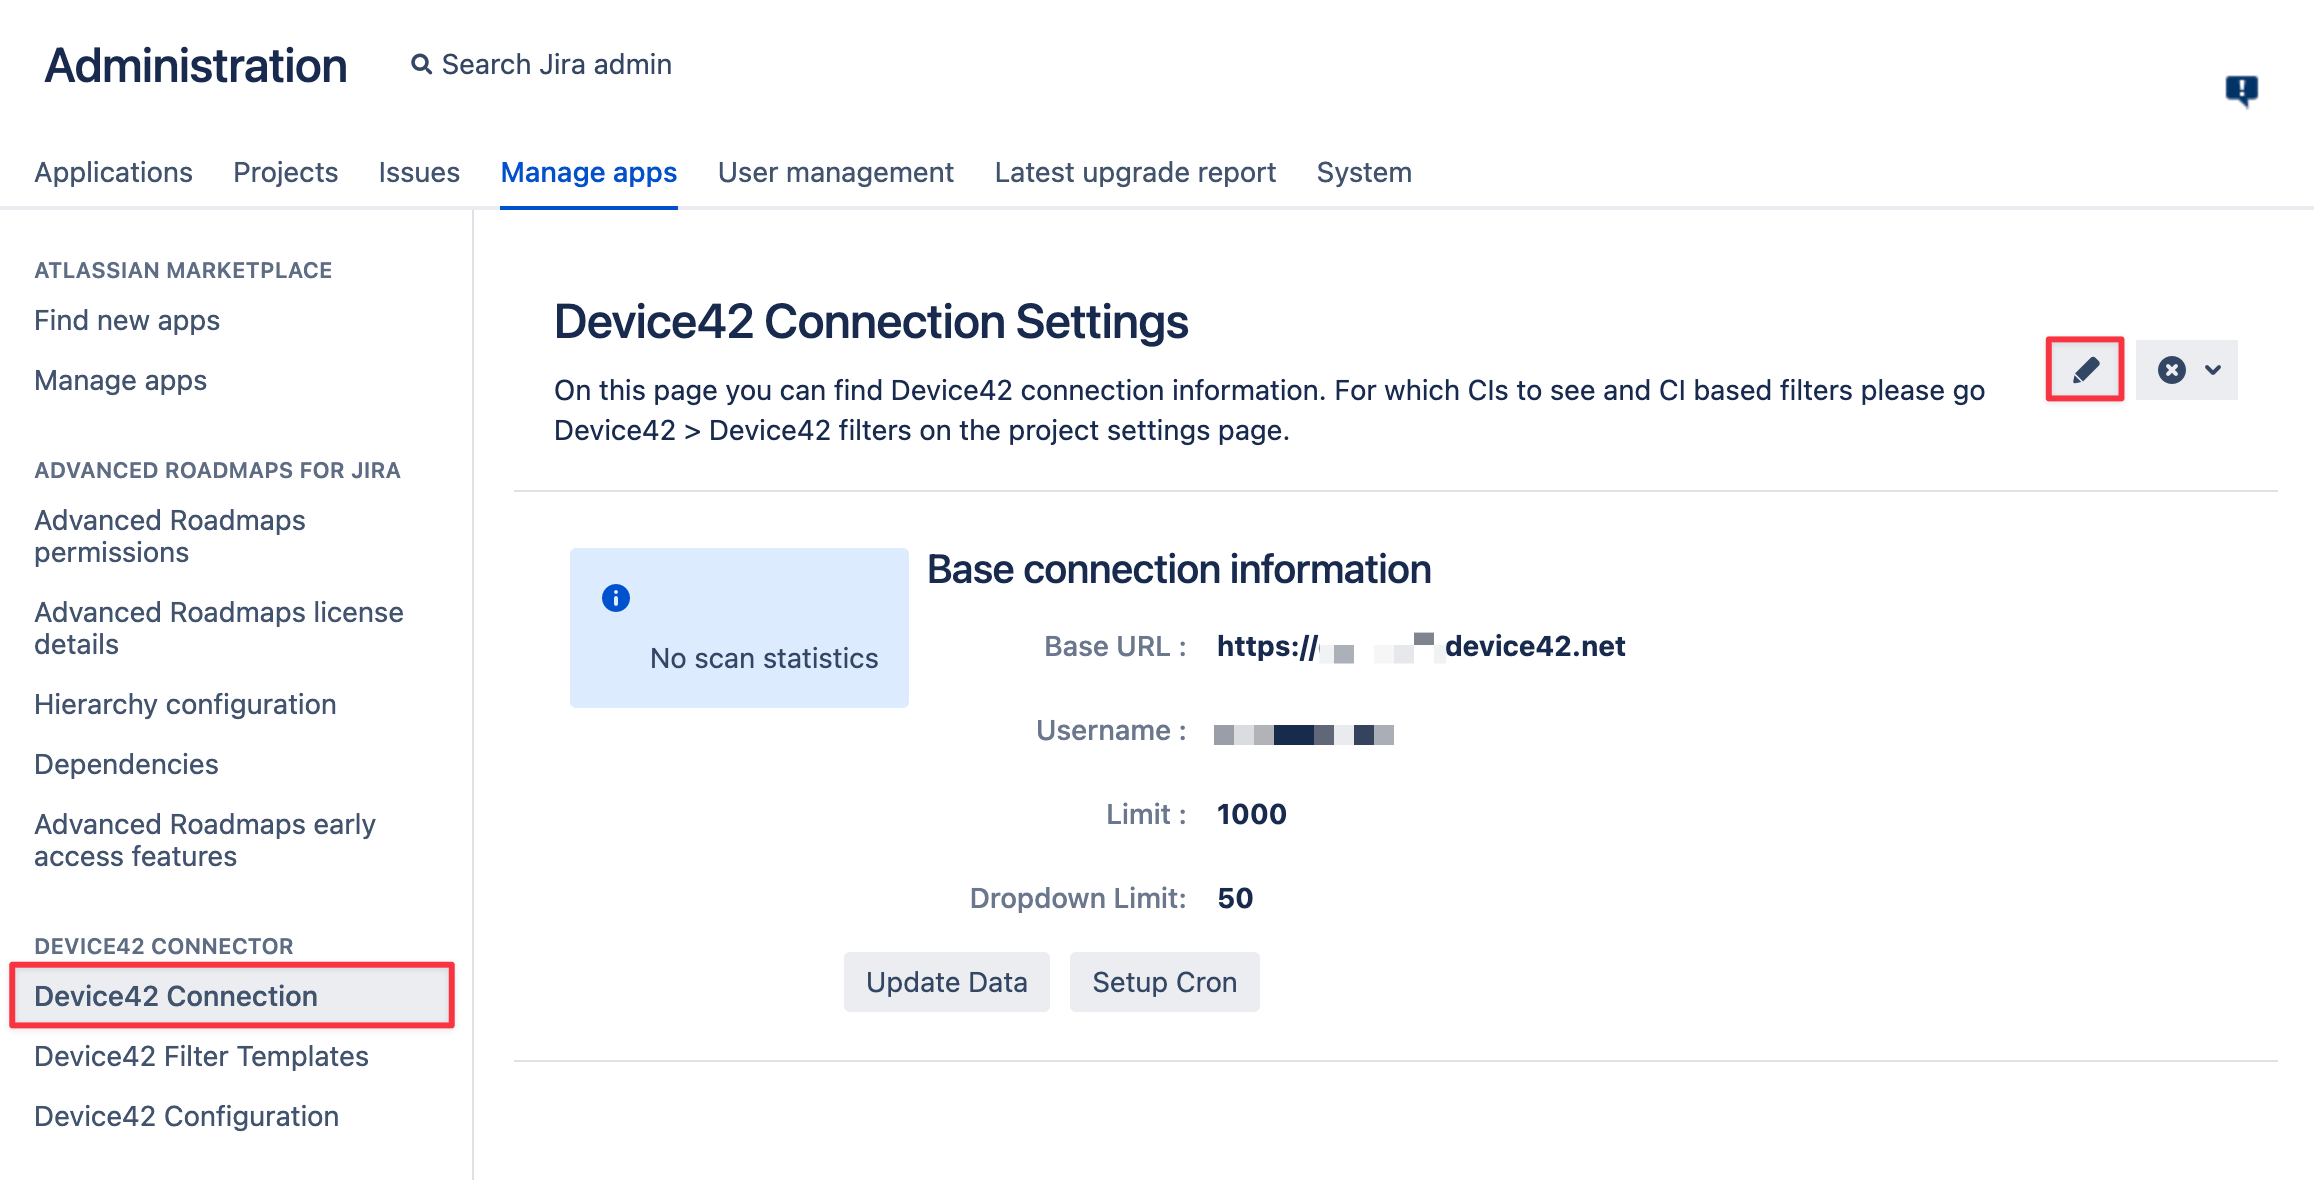 Administration
Search Jira admin
Applications Projects Issues Manage apps User management Latest upgrade report System
ATLASSIAN MARKETPLACE
Find new apps
Manage apps
ADVANCED ROADMAPS FOR JIRA
Advanced Roadmaps
permissions
Advanced Roadmaps license
details
Hierarchy configuration
Dependencies
Advanced Roadmaps early
access features
DEVICE42 CONNECTOR
Device42 Connection
Device42 Filter Templates
Device42 Configuration
Device42 Connection Settings
On this page you can find Device42 connection information. For which CIs to see and CI based filters please go
Device42 > Device42 filters on the project settings page.
No scan statistics
Base connection information
Base URL : https:// device42.net
Username :
Limit : 1000
Dropdown Limit: 50
Update Data Setup Cron